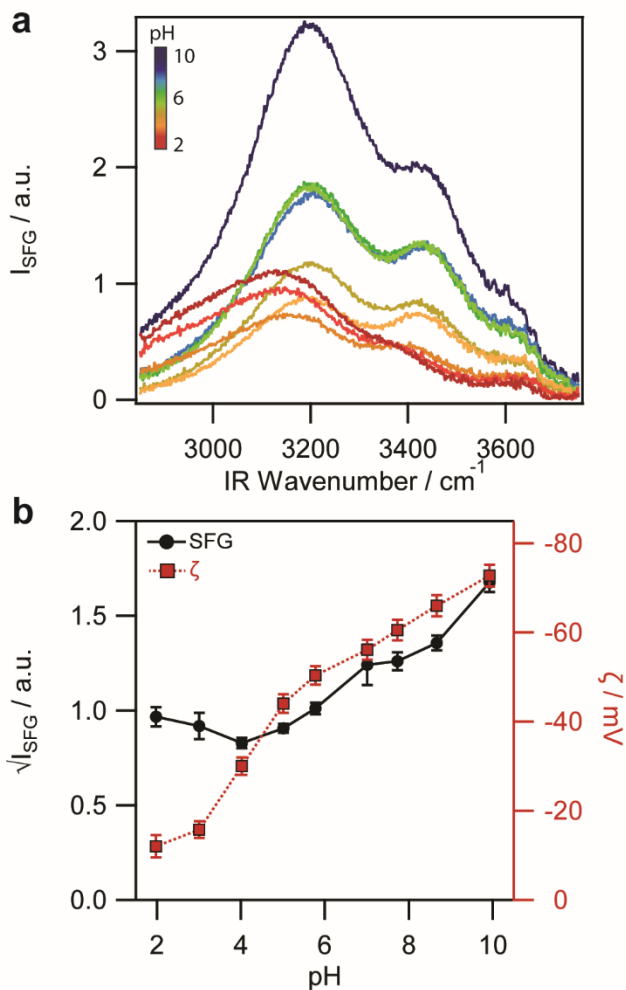 a
pH
10
6
2
3
2
1
0
I_SFG / a.u.
3000 3200 3400 3600
IR Wavenumber / cm⁻¹
b
SFG
ζ
2.0
1.5
1.0
0.5
0.0
√I_SFG / a.u.
-80
-60
-40
-20
0
ζ / mV
2 4 6 8 10
pH